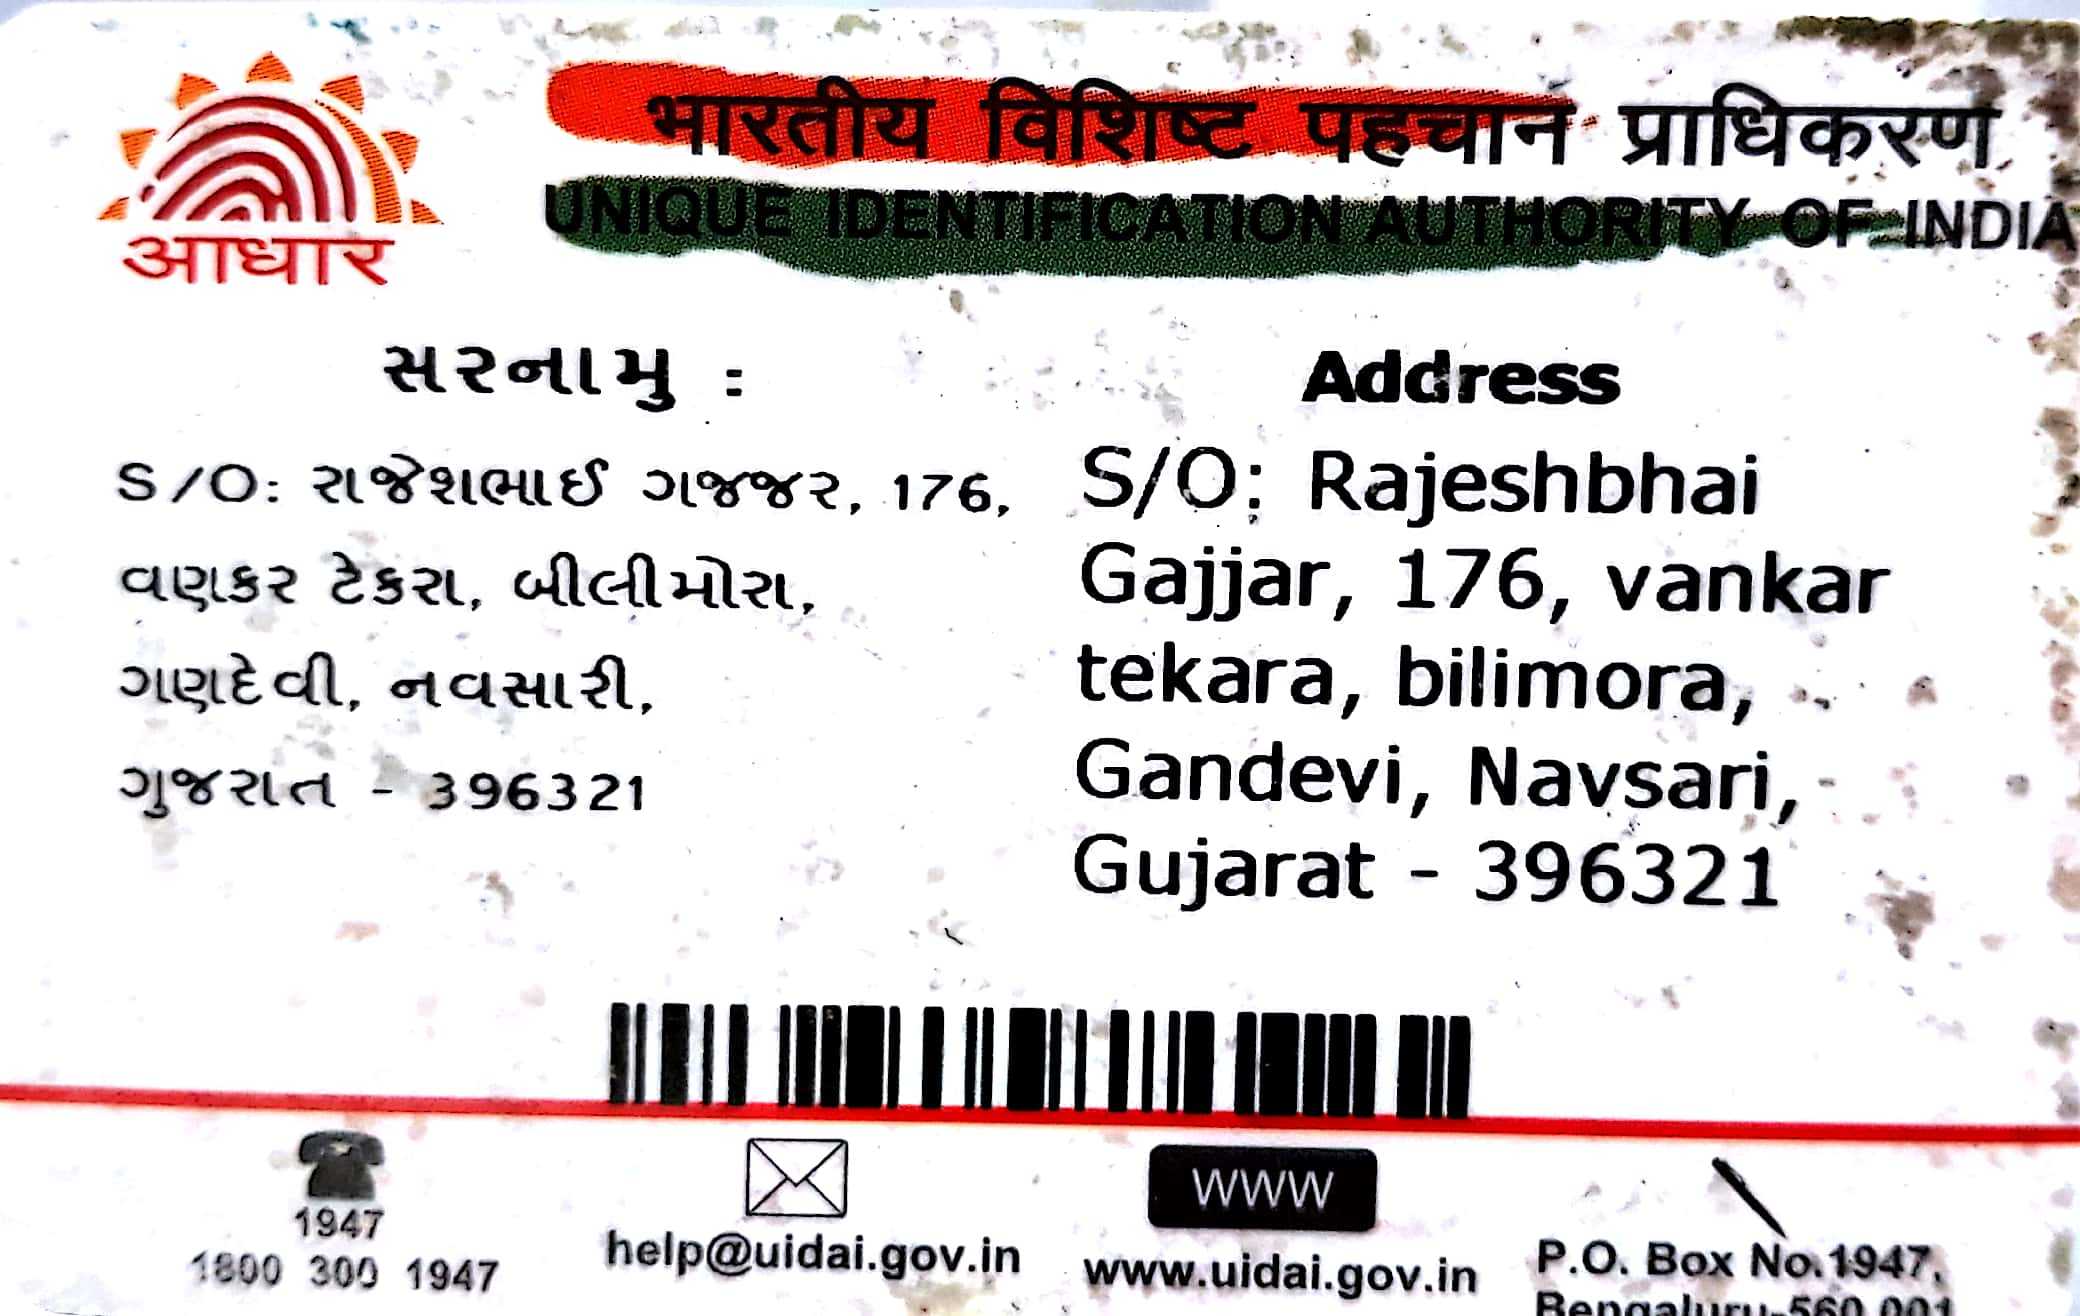 भारतीय विशिष्ट पहचान प्राधिकरण
UNIQUE IDENTIFICATION AUTHORITY OF INDIA
आधार
સરનામુ :
S/O: રાજેશભાઈ ગજજર, 176,
વણકર ટેકરા, બીલીમોરા,
ગણદેવી, નવસારી,
ગુજરાત - 396321
Address
S/O: Rajeshbhai
Gajjar, 176, vankar
tekara, bilimora,
Gandevi, Navsari,
Gujarat - 396321
1947
1800 300 1947
help@uidai.gov.in
WWW
www.uidai.gov.in
P.O. Box No.1947,
Bengaluru-560 001